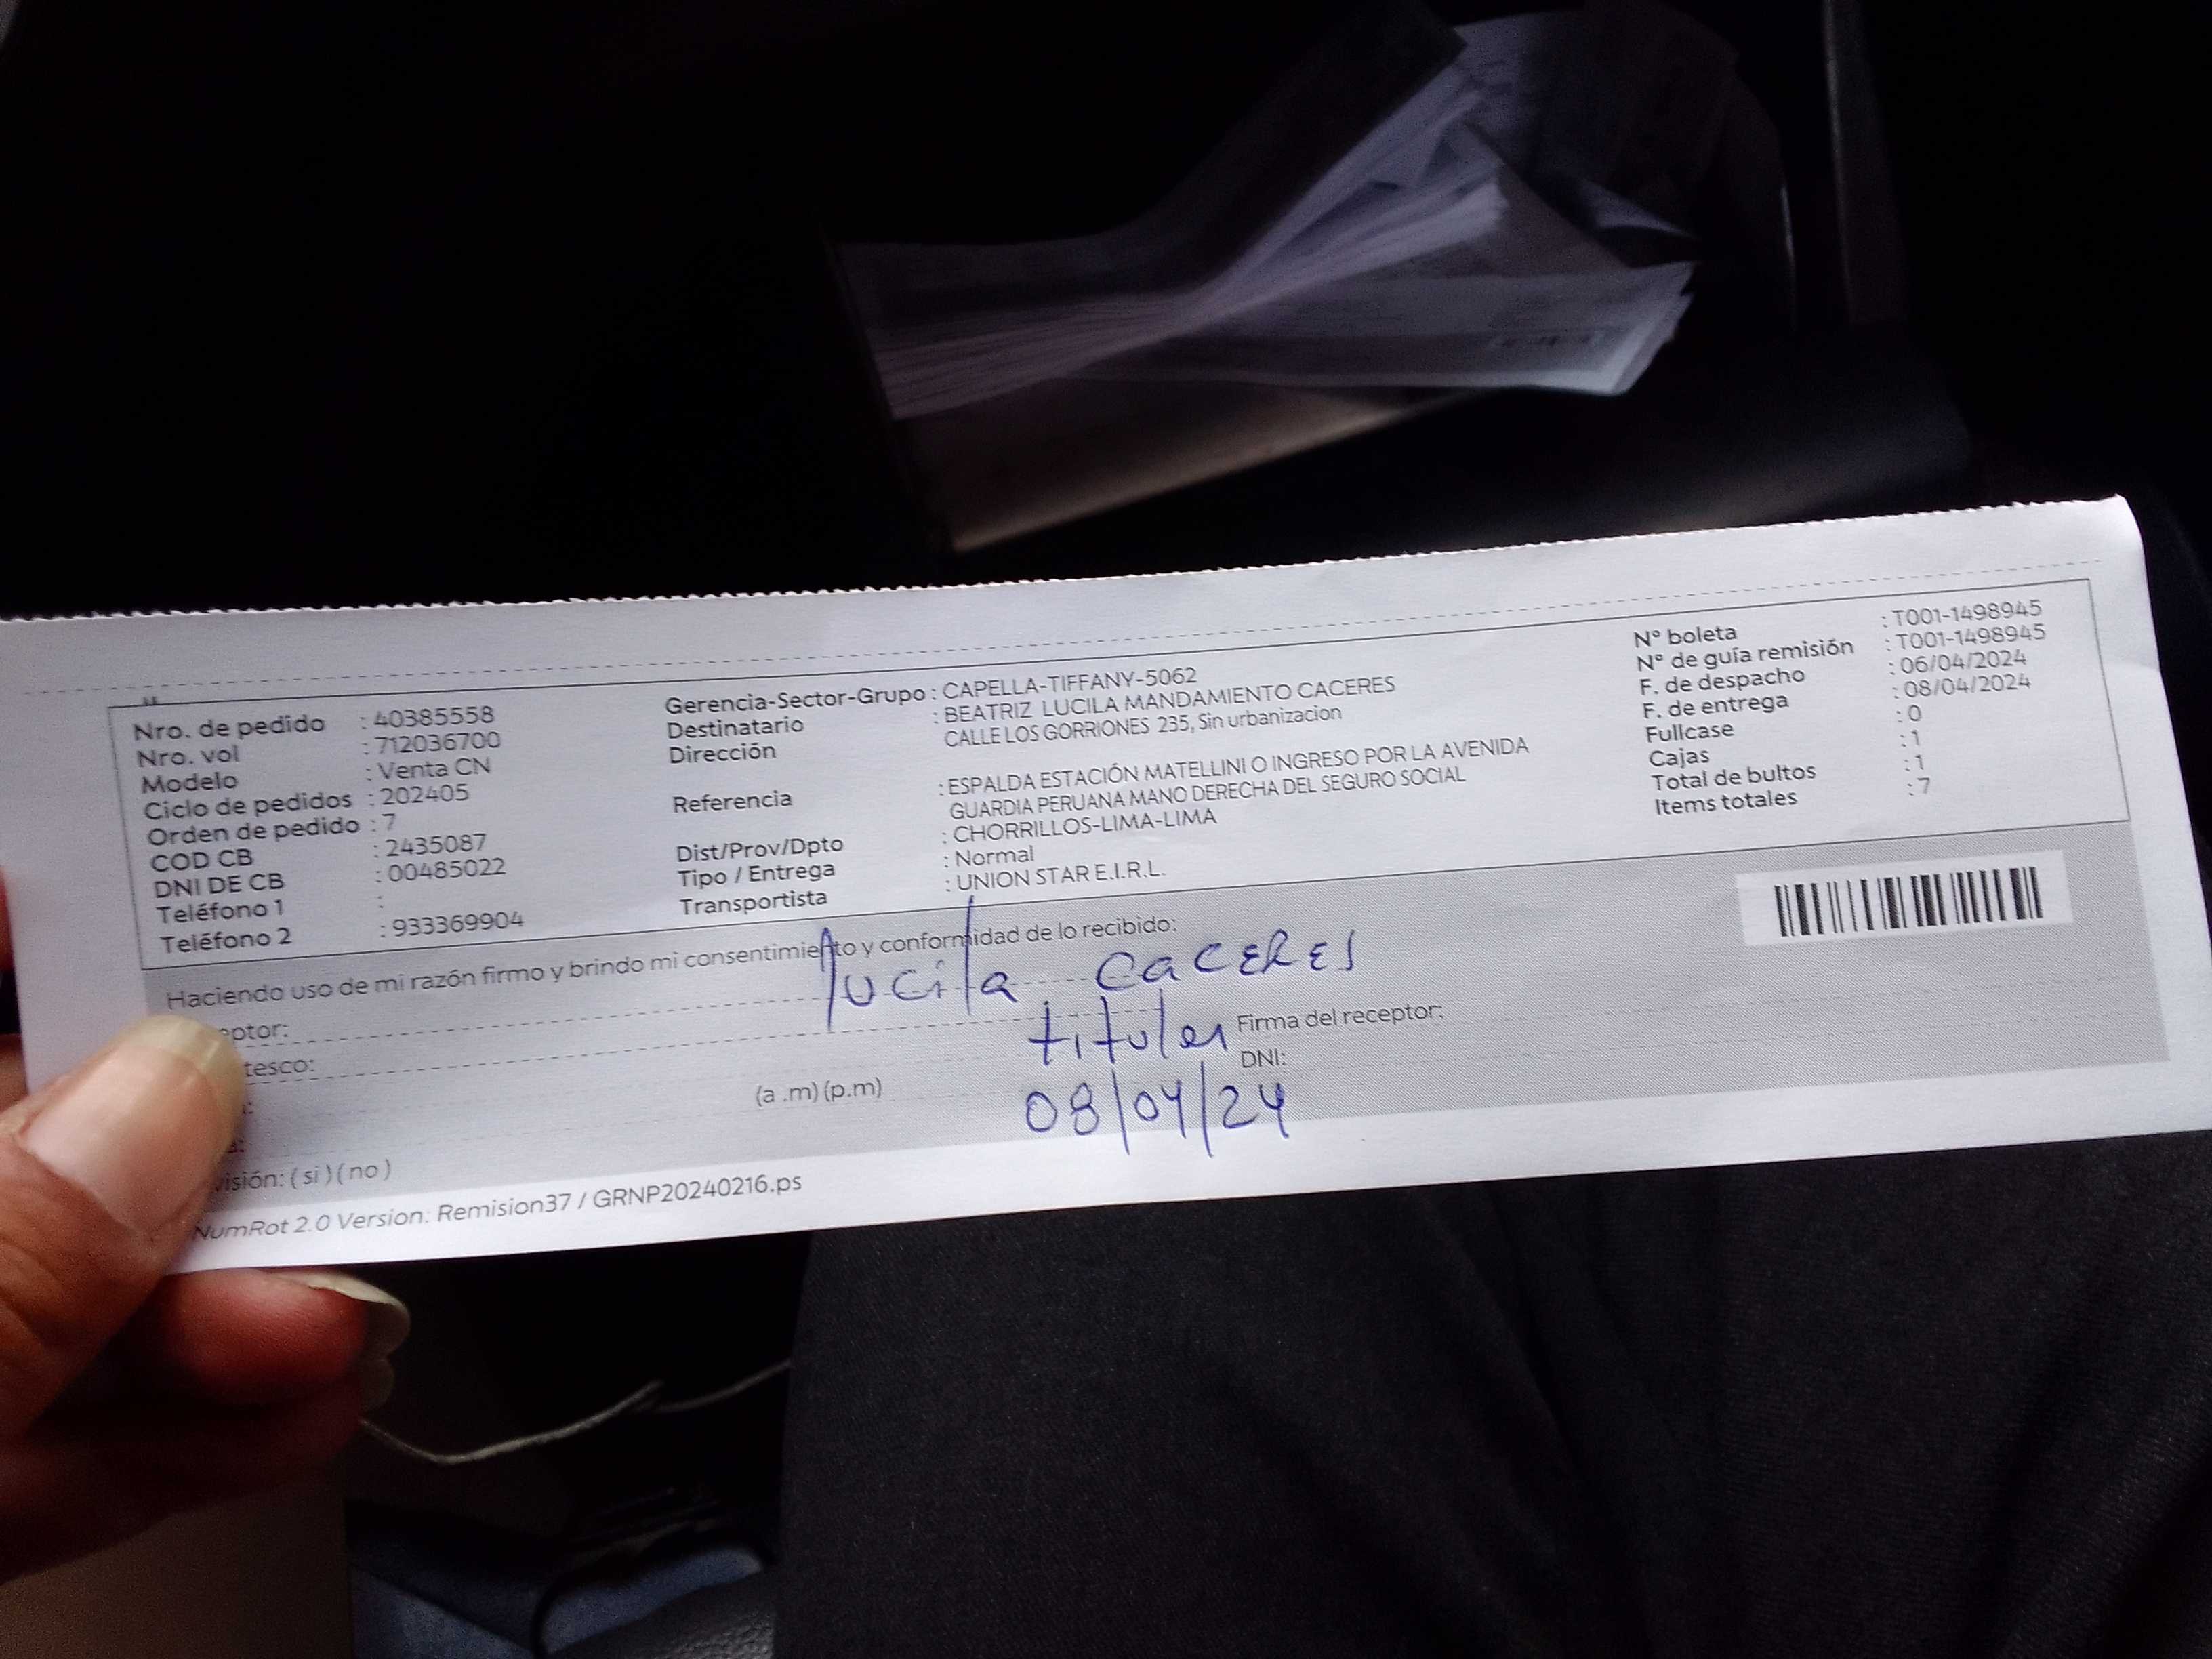 Nro. de pedido : 40385558
Nro. vol : 712036700
Modelo : Venta CN
Ciclo de pedidos : 202405
Orden de pedido : 7
COD CB : 2435087
DNI DE CB : 00485022
Teléfono 1 :
Teléfono 2 : 933369904
Gerencia-Sector-Grupo : CAPELLA-TIFFANY-5062
Destinatario : BEATRIZ LUCILA MANDAMIENTO CACERES
Dirección CALLE LOS GORRIONES 235, Sin urbanizacion
Referencia : ESPALDA ESTACIÓN MATELLINI O INGRESO POR LA AVENIDA
GUARDIA PERUANA MANO DERECHA DEL SEGURO SOCIAL
Dist/Prov/Dpto : CHORRILLOS-LIMA-LIMA
Tipo / Entrega : Normal
Transportista : UNION STAR E.I.R.L.
N° boleta : T001-1498945
N° de guía remisión : T001-1498945
F. de despacho : 06/04/2024
F. de entrega : 08/04/2024
Fullcase : 0
Cajas : 1
Total de bultos : 1
Items totales : 7
Haciendo uso de mi razón firmo y brindo mi consentimiento y conformidad de lo recibido:
eptor: lucila CaCERES
tesco: titular Firma del receptor:
(a .m) (p.m) DNI:
08/04/24
visión: ( si ) ( no )
NumRot 2.0 Version: Remision37 / GRNP20240216.ps